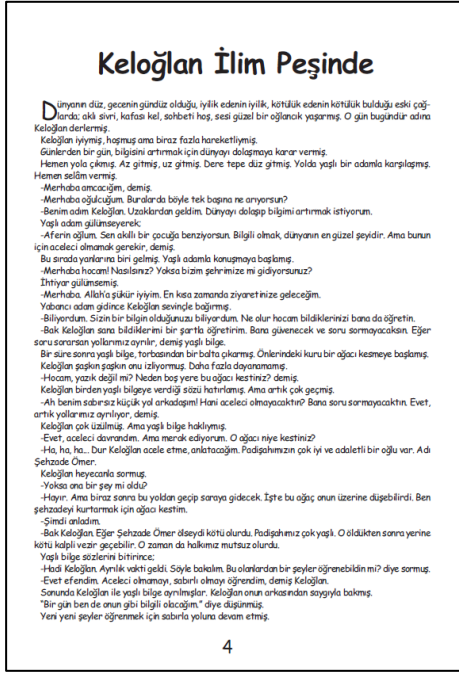 Keloğlan İlim Peşinde
Dünyanın düz, gecenin gündüz olduğu, iyilik edenin iyilik, kötülük edenin kötülük bulduğu eski çağ-
larda; aklı sivri, kafası kel, sohbeti hoş, sesi güzel bir oğlancık yaşarmış. O gün bugündür adına
Keloğlan derlermiş.
Keloğlan iyiymiş, hoşmuş ama biraz fazla hareketliymiş.
Günlerden bir gün, bilgisini artırmak için dünyayı dolaşmaya karar vermiş.
Hemen yola çıkmış. Az gitmiş, uz gitmiş. Dere tepe düz gitmiş. Yolda yaşlı bir adamla karşılaşmış.
Hemen selâm vermiş.
-Merhaba amcacığım, demiş.
-Merhaba oğulcuğum. Buralarda böyle tek başına ne arıyorsun?
-Benim adım Keloğlan. Uzaklardan geldim. Dünyayı dolaşıp bilgimi artırmak istiyorum.
Yaşlı adam gülümseyerek;
-Aferin oğlum. Sen akıllı bir çocuğa benziyorsun. Bilgili olmak, dünyanın en güzel şeyidir. Ama bunun
için aceleci olmamak gerekir, demiş.
Bu sırada yanlarına biri gelmiş. Yaşlı adamla konuşmaya başlamış.
-Merhaba hocam! Nasılsınız? Yoksa bizim şehrimize mi gidiyorsunuz?
İhtiyar gülümsemiş.
-Merhaba. Allah'a şükür iyiyim. En kısa zamanda ziyaretinize geleceğim.
Yabancı adam gidince Keloğlan sevinçle bağırmış.
-Biliyordum. Sizin bir bilgin olduğunuzu biliyordum. Ne olur hocam bildiklerinizi bana da öğretin.
-Bak Keloğlan sana bildiklerimi bir şartla öğretirim. Bana güvenecek ve soru sormayacaksın. Eğer
soru sorarsan yollarımız ayrılır, demiş yaşlı bilge.
Bir süre sonra yaşlı bilge, torbasından bir balta çıkarmış. Önlerindeki kuru bir ağacı kesmeye başlamış.
Keloğlan şaşkın şaşkın onu izliyormuş. Daha fazla dayanamamış.
-Hocam, yazık değil mi? Neden boş yere bu ağacı kestiniz? demiş.
Keloğlan birden yaşlı bilgeye verdiği sözü hatırlamış. Ama artık çok geçmiş.
-Ah benim sabırsız küçük yol arkadaşım! Hani aceleci olmayacaktın? Bana soru sormayacaktın. Evet,
artık yollarımız ayrılıyor, demiş.
Keloğlan çok üzülmüş. Ama yaşlı bilge haklıymış.
-Evet, aceleci davrandım. Ama merak ediyorum. O ağacı niye kestiniz?
-Ha, ha, ha... Dur Keloğlan acele etme, anlatacağım. Padişahımızın çok iyi ve adaletli bir oğlu var. Adı
Şehzade Ömer.
Keloğlan heyecanla sormuş.
-Yoksa ona bir şey mi oldu?
-Hayır. Ama biraz sonra bu yoldan geçip saraya gidecek. İşte bu ağaç onun üzerine düşebilirdi. Ben
şehzadeyi kurtarmak için ağacı kestim.
-Şimdi anladım.
-Bak Keloğlan. Eğer Şehzade Ömer ölseydi kötü olurdu. Padişahımız çok yaşlı. O öldükten sonra yerine
kötü kalpli vezir geçebilir. O zaman da halkımız mutsuz olurdu.
Yaşlı bilge sözlerini bitirince;
-Hadi Keloğlan. Ayrılık vakti geldi. Söyle bakalım. Bu olanlardan bir şeyler öğrenebildin mi? diye sormuş.
-Evet efendim. Aceleci olmamayı, sabırlı olmayı öğrendim, demiş Keloğlan.
Sonunda Keloğlan ile yaşlı bilge ayrılmışlar. Keloğlan onun arkasından saygıyla bakmış.
"Bir gün ben de onun gibi bilgili olacağım." diye düşünmüş.
Yeni yeni şeyler öğrenmek için sabırla yoluna devam etmiş.
4